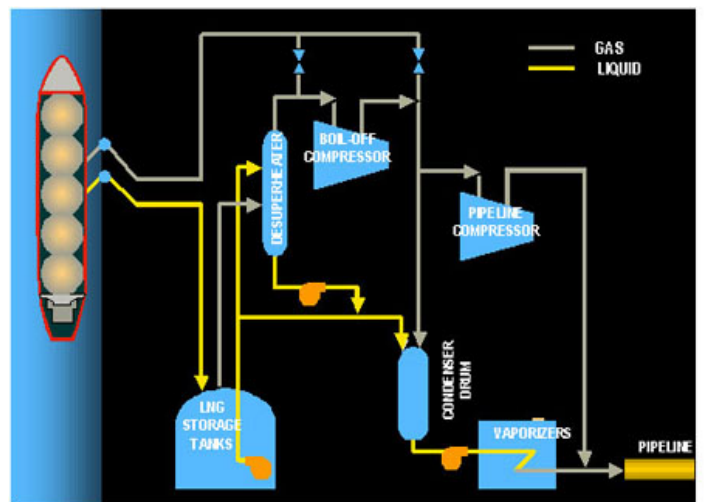 GAS
LIQUID
BOIL-OFF
COMPRESSOR
DESUPERHEATER
PIPELINE
COMPRESSOR
CONDENSER
DRUM
LNG
STORAGE
TANKS
VAPORIZERS
PIPELINE